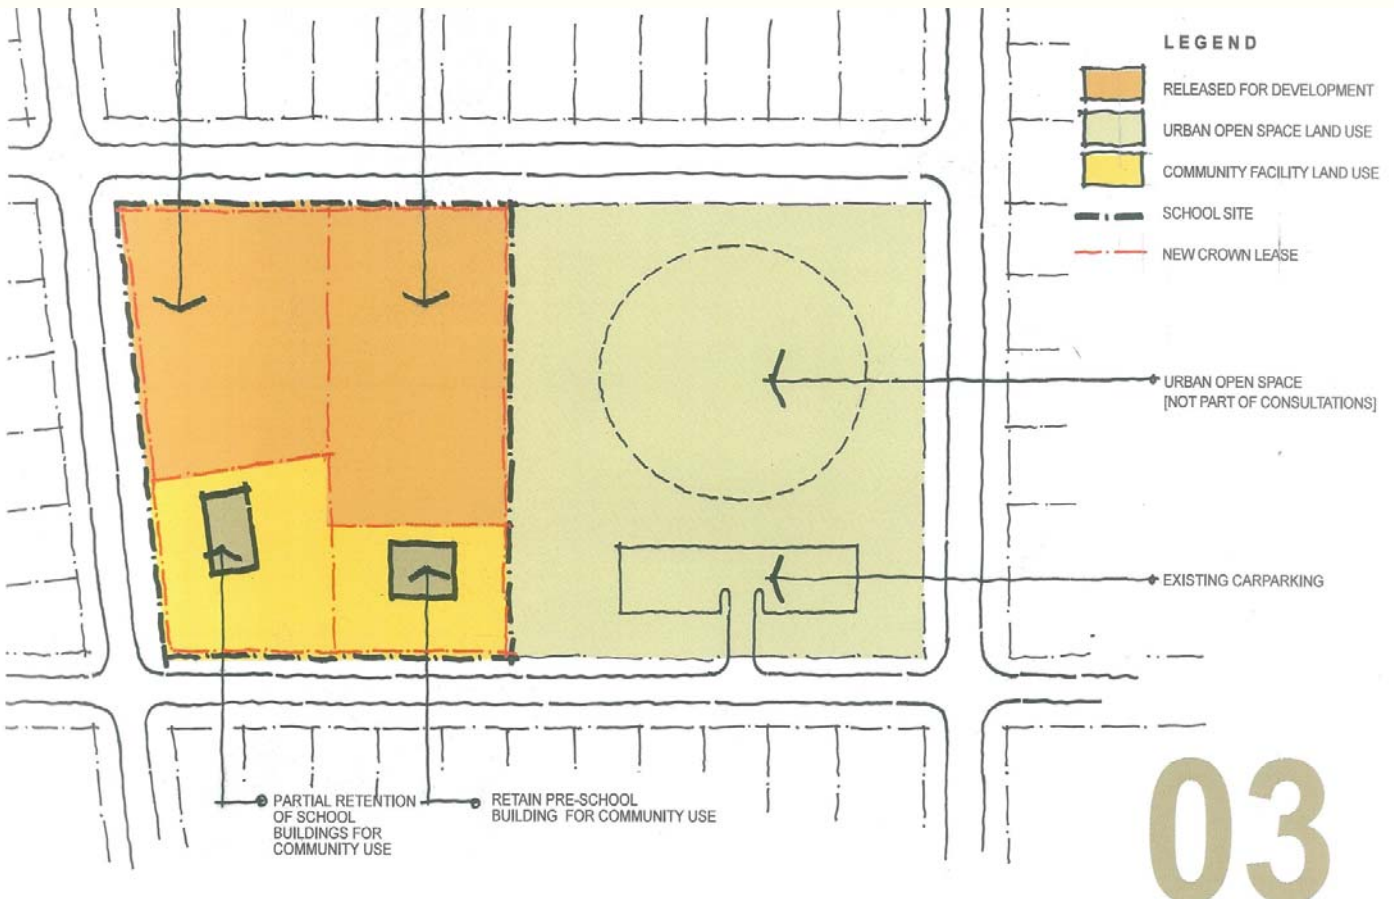 LEGEND
RELEASED FOR DEVELOPMENT
URBAN OPEN SPACE LAND USE
COMMUNITY FACILITY LAND USE
SCHOOL SITE
NEW CROWN LEASE
URBAN OPEN SPACE
[NOT PART OF CONSULTATIONS]
EXISTING CARPARKING
PARTIAL RETENTION
OF SCHOOL
BUILDINGS FOR
COMMUNITY USE
RETAIN PRE-SCHOOL
BUILDING FOR COMMUNITY USE
03